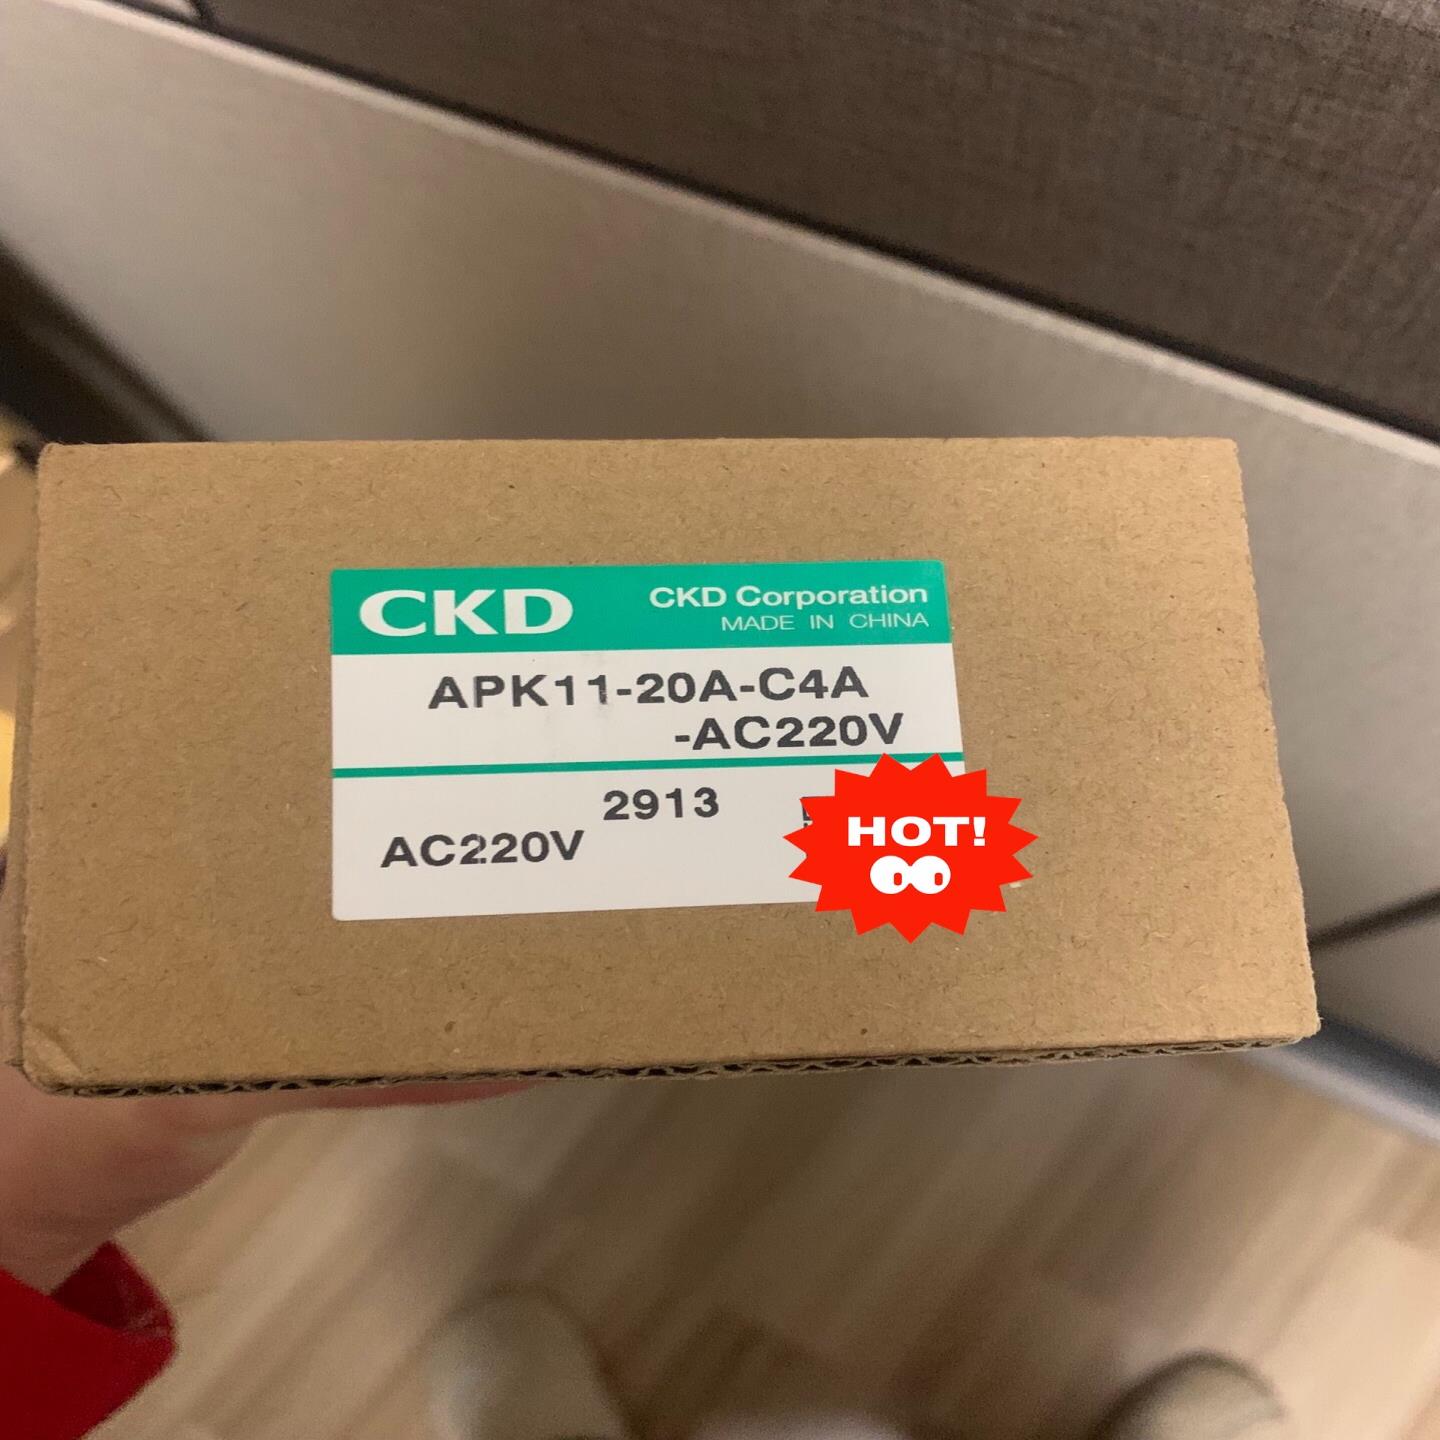 CKD
CKD Corporation
MADE IN CHINA
APK11-20A-C4A
-AC220V
2913
AC220V
HOT!